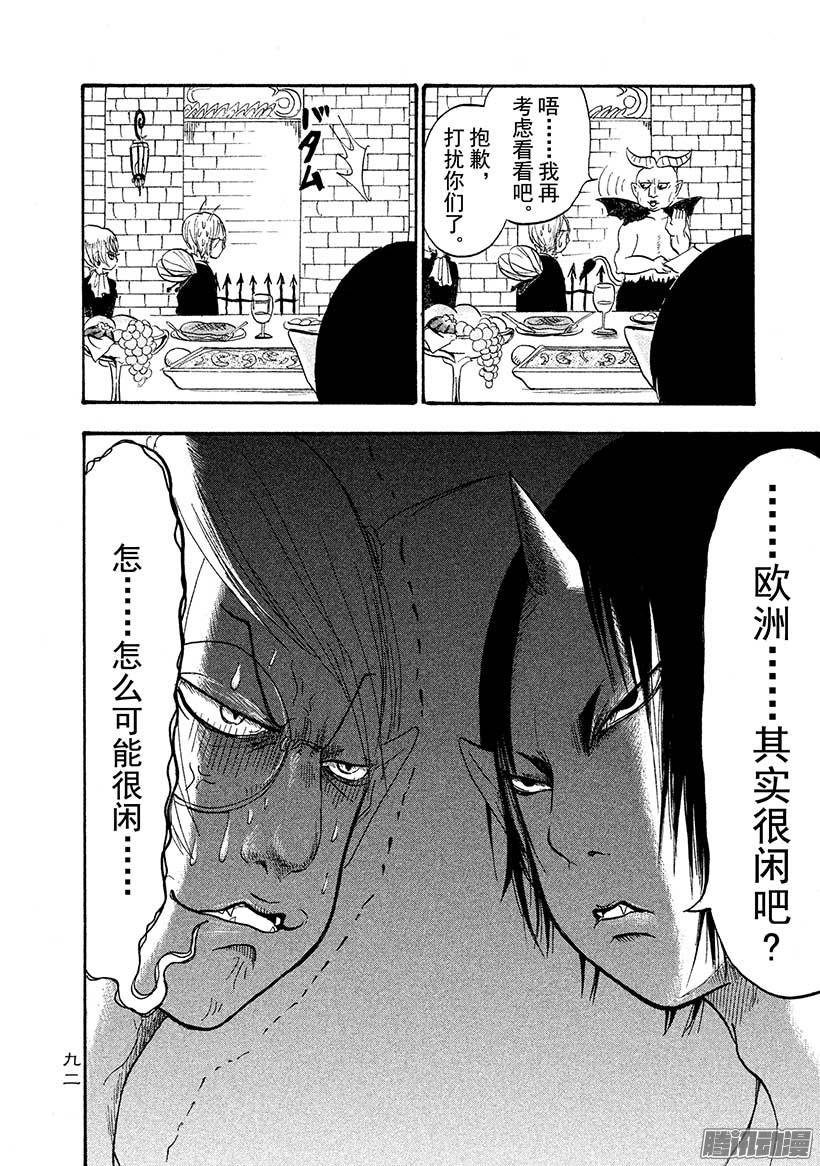 唔……我再
考虑看看吧。
抱歉，
打扰你们了。
バタム
……欧洲……其实很闲吧？
怎……怎么可能很闲……
九二
腾讯动漫